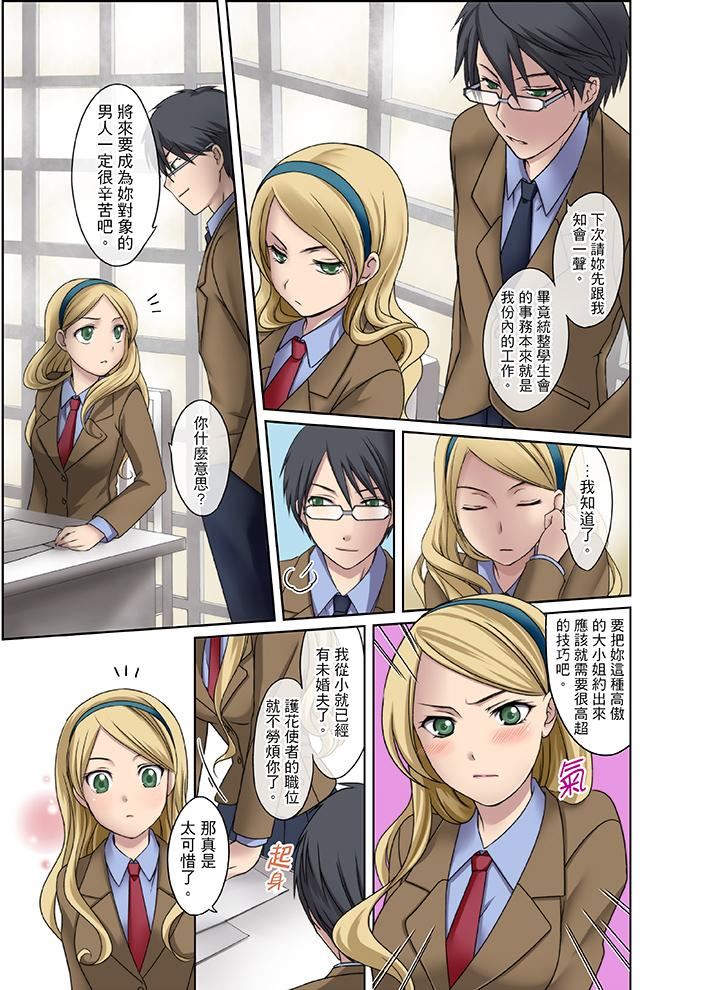 下次請妳先跟我
知會一聲。
畢竟統整學生會
的事務本來就是
我份內的工作。
將來要成為妳對象的
男人一定很辛苦吧。
…我知道了。
你什麼意思？
要把妳這種高傲
的大小姐約出來
應該就需要很高超
的技巧吧。
氣
我從小就已經
有未婚夫了。
護花使者的職位
就不勞煩你了。
起身
那真是
太可惜了。